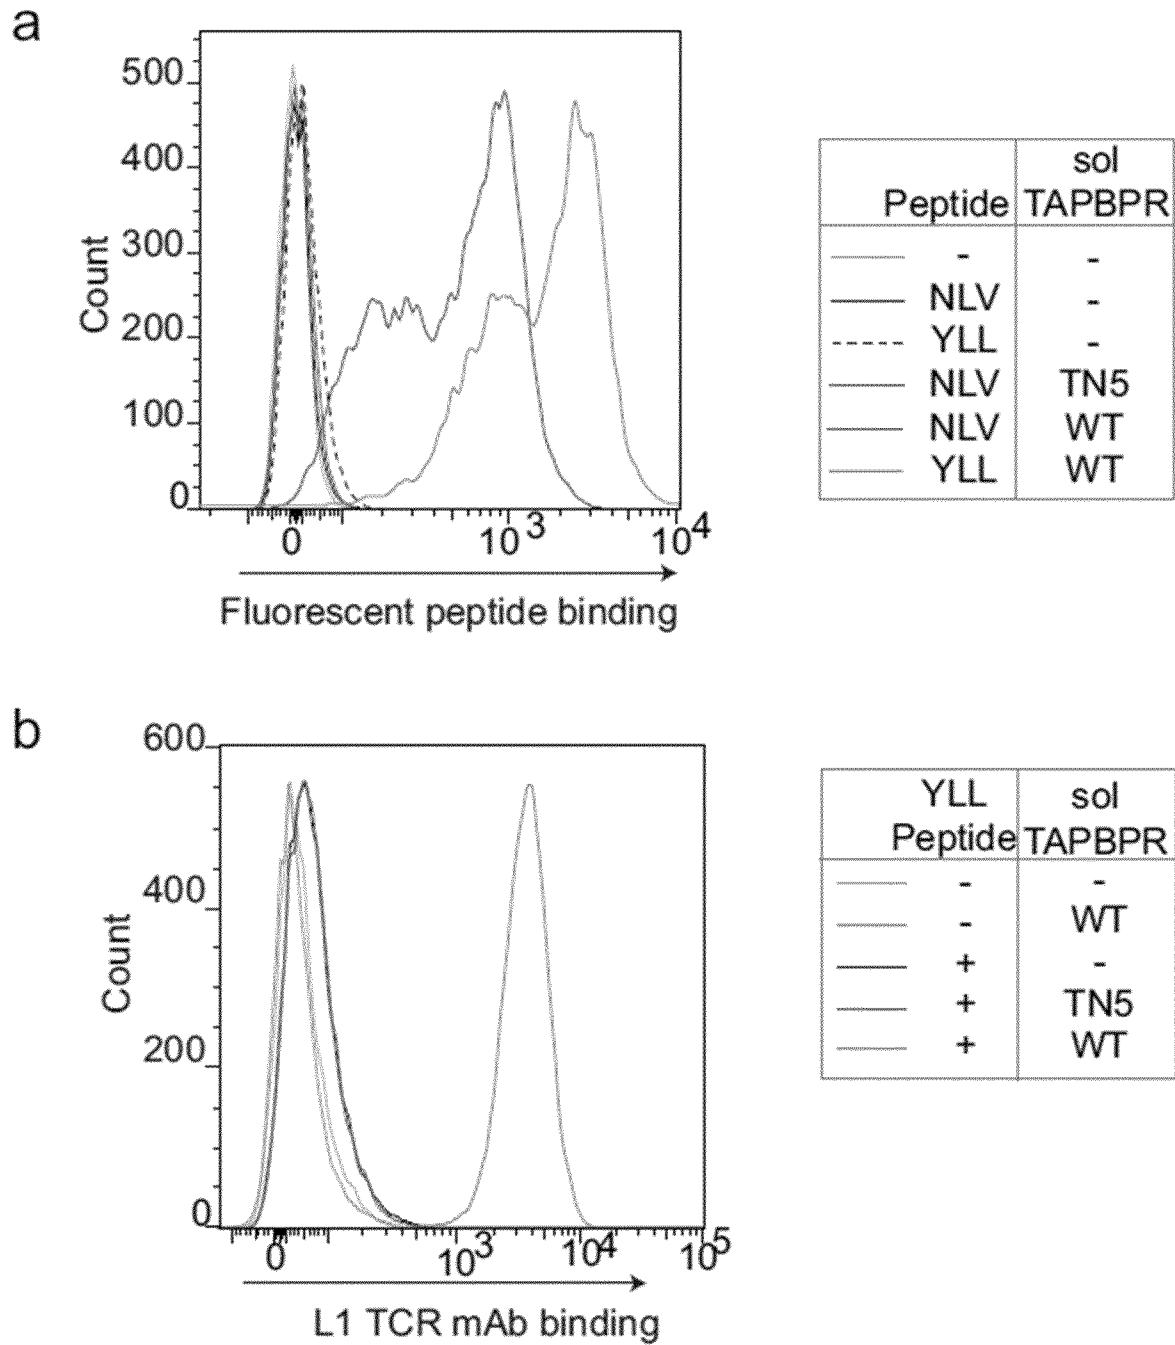 a
500
400
300
200
100
0
Count
0 10³ 10⁴
Fluorescent peptide binding
sol
Peptide TAPBPR
- -
NLV -
YLL -
NLV TN5
NLV WT
YLL WT
b
600
400
200
0
Count
0 10³ 10⁴ 10⁵
L1 TCR mAb binding
YLL sol
Peptide TAPBPR
- -
- WT
+ -
+ TN5
+ WT